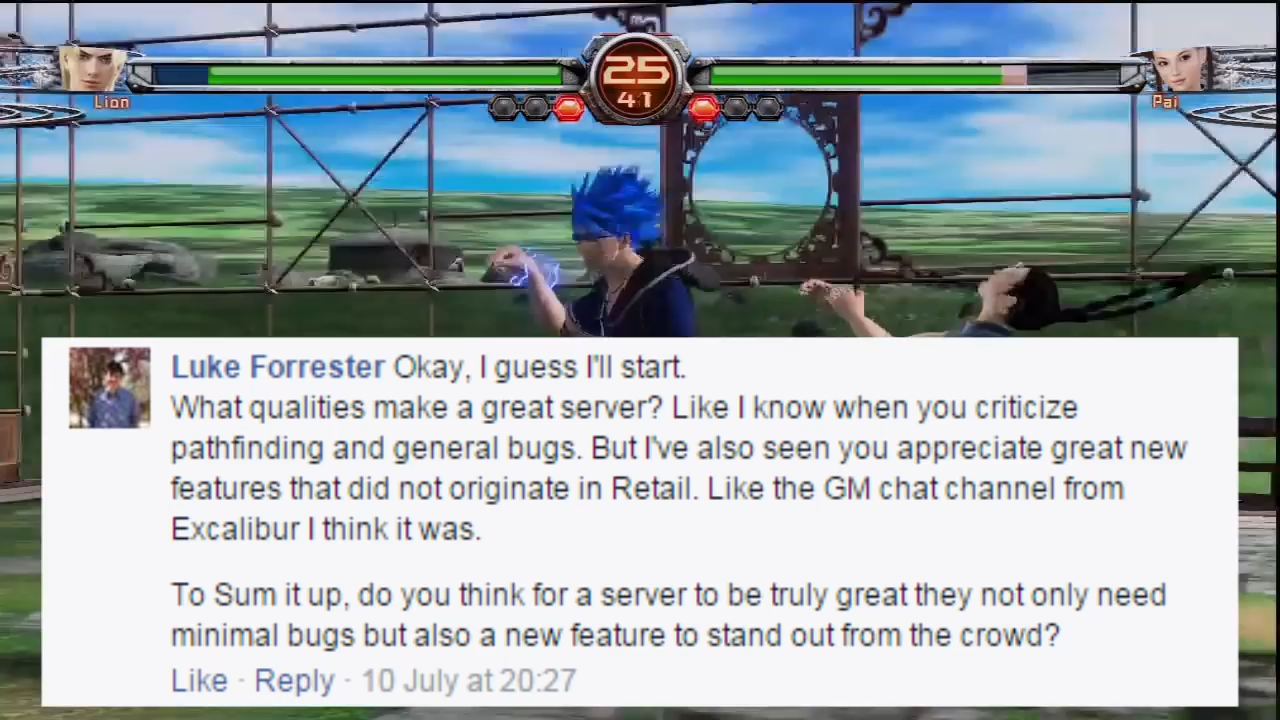 25
41
Lion
Pai
Luke Forrester Okay, I guess I'll start.
What qualities make a great server? Like I know when you criticize
pathfinding and general bugs. But I've also seen you appreciate great new
features that did not originate in Retail. Like the GM chat channel from
Excalibur I think it was.
To Sum it up, do you think for a server to be truly great they not only need
minimal bugs but also a new feature to stand out from the crowd?
Like · Reply · 10 July at 20:27